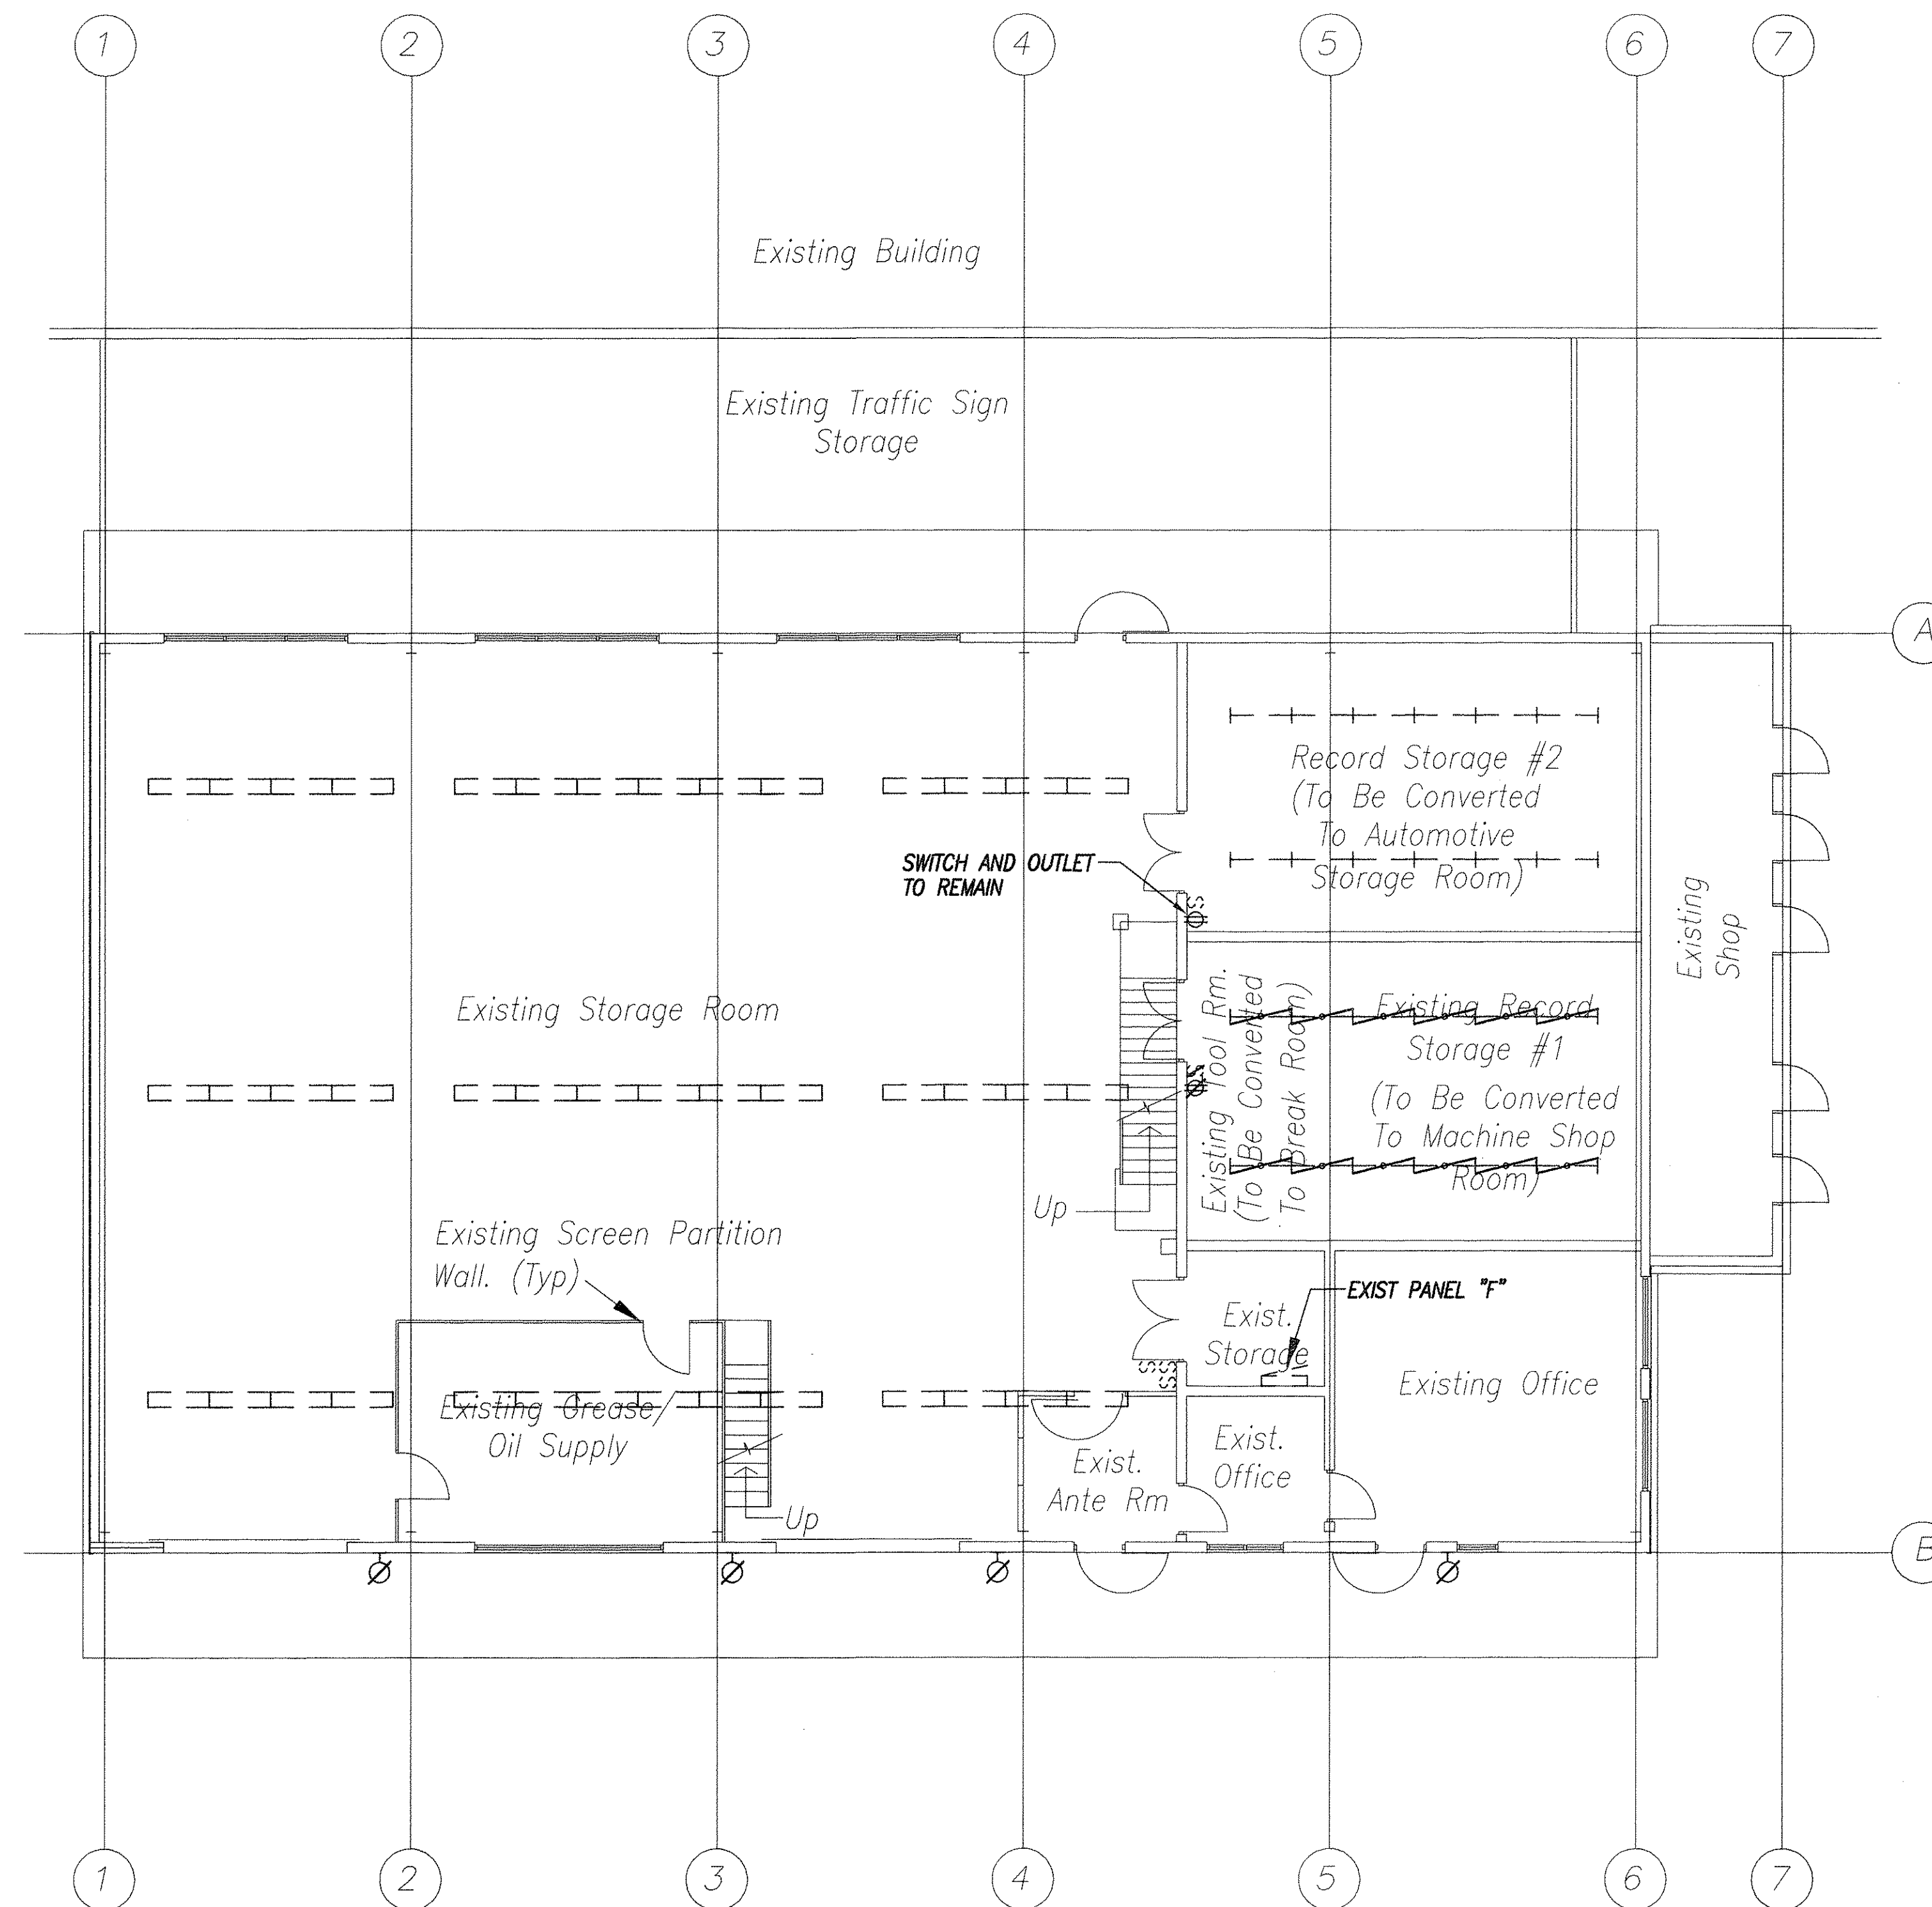 1 2 3 4 5 6 7
Existing Building
Existing Traffic Sign
Storage
A
Record Storage #2
(To Be Converted
To Automotive
Storage Room)
SWITCH AND OUTLET
TO REMAIN
Existing
Shop
Existing Storage Room
Existing Tool Rm.
(To Be Converted
To Break Room)
Existing Record
Storage #1
(To Be Converted
To Machine Shop
Room)
Up
Existing Screen Partition
Wall. (Typ)
EXIST PANEL "F"
Exist.
Storage
Existing Office
Existing Grease/
Oil Supply
Exist.
Office
Exist.
Ante Rm
Up
B
1 2 3 4 5 6 7